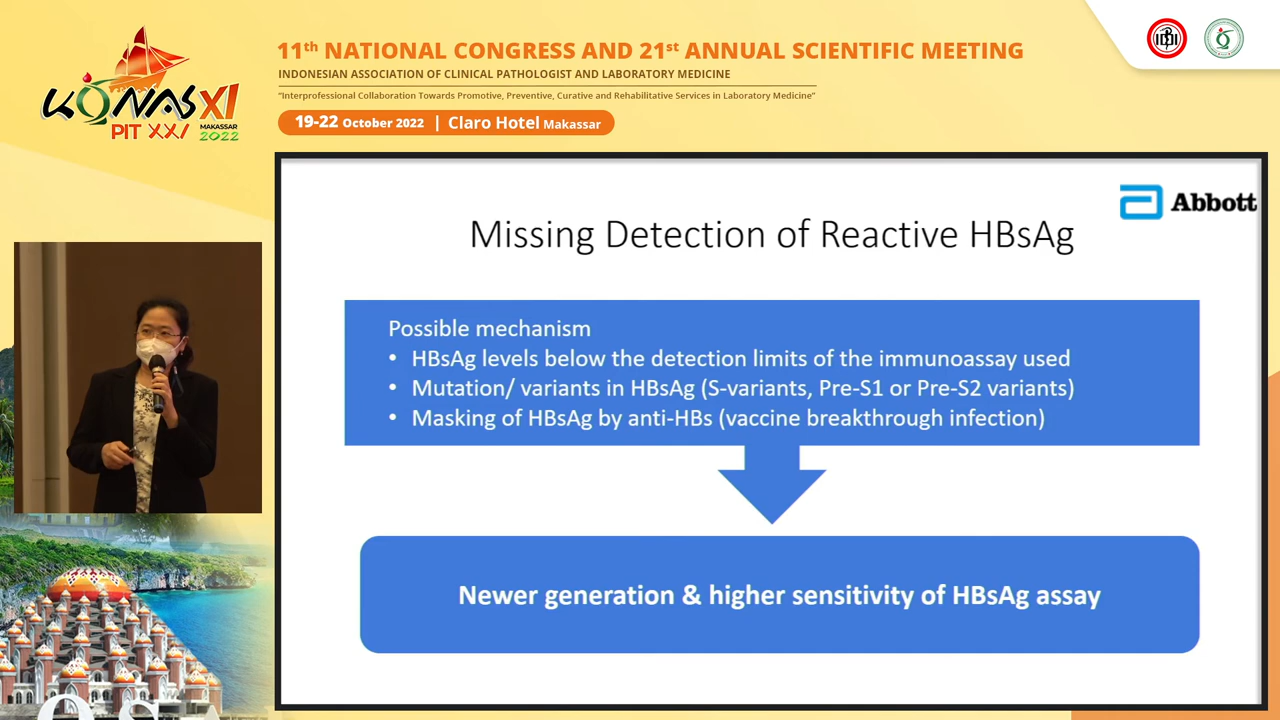 KONAS XI
PIT XXI
MAKASSAR
2022
11th NATIONAL CONGRESS AND 21st ANNUAL SCIENTIFIC MEETING
INDONESIAN ASSOCIATION OF CLINICAL PATHOLOGIST AND LABORATORY MEDICINE
"Interprofessional Collaboration Towards Promotive, Preventive, Curative and Rehabilitative Services in Laboratory Medicine"
19-22 October 2022 | Claro Hotel Makassar
Abbott
Missing Detection of Reactive HBsAg
Possible mechanism
• HBsAg levels below the detection limits of the immunoassay used
• Mutation/ variants in HBsAg (S-variants, Pre-S1 or Pre-S2 variants)
• Masking of HBsAg by anti-HBs (vaccine breakthrough infection)
Newer generation & higher sensitivity of HBsAg assay